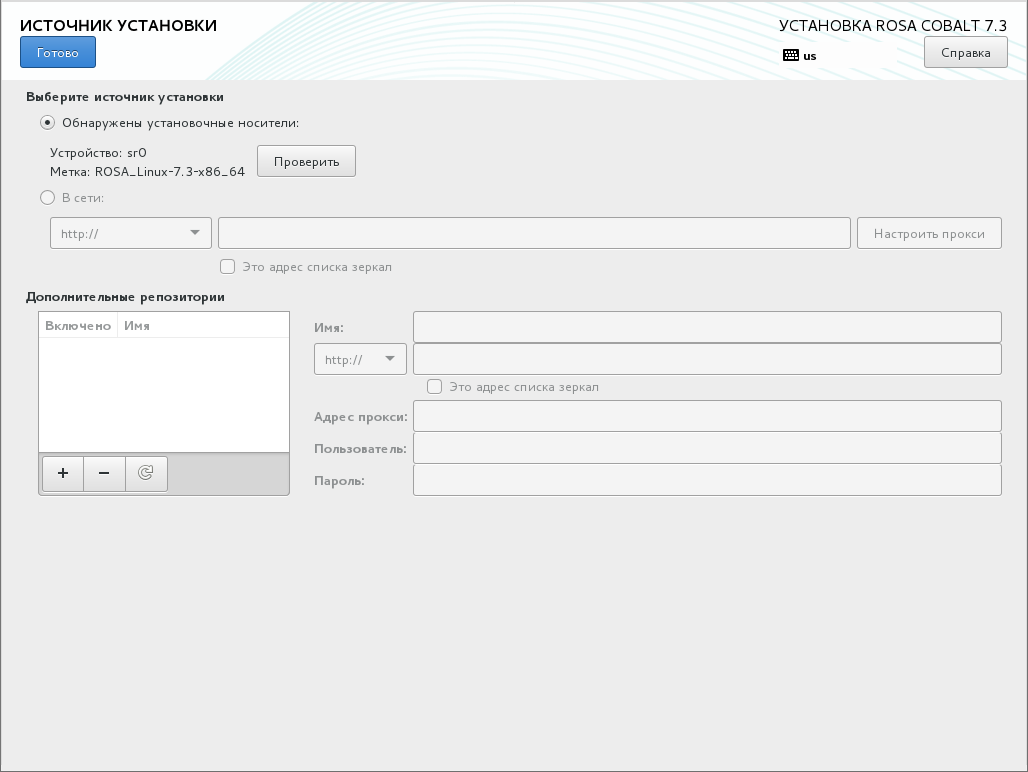 ИСТОЧНИК УСТАНОВКИ
УСТАНОВКА ROSA COBALT 7.3
Готово
us
Справка
Выберите источник установки
Обнаружены установочные носители:
Устройство: sr0
Метка: ROSA_Linux-7.3-x86_64
Проверить
В сети:
http://
Настроить прокси
Это адрес списка зеркал
Дополнительные репозитории
Включено Имя
Имя:
http://
Это адрес списка зеркал
Адрес прокси:
Пользователь:
Пароль: